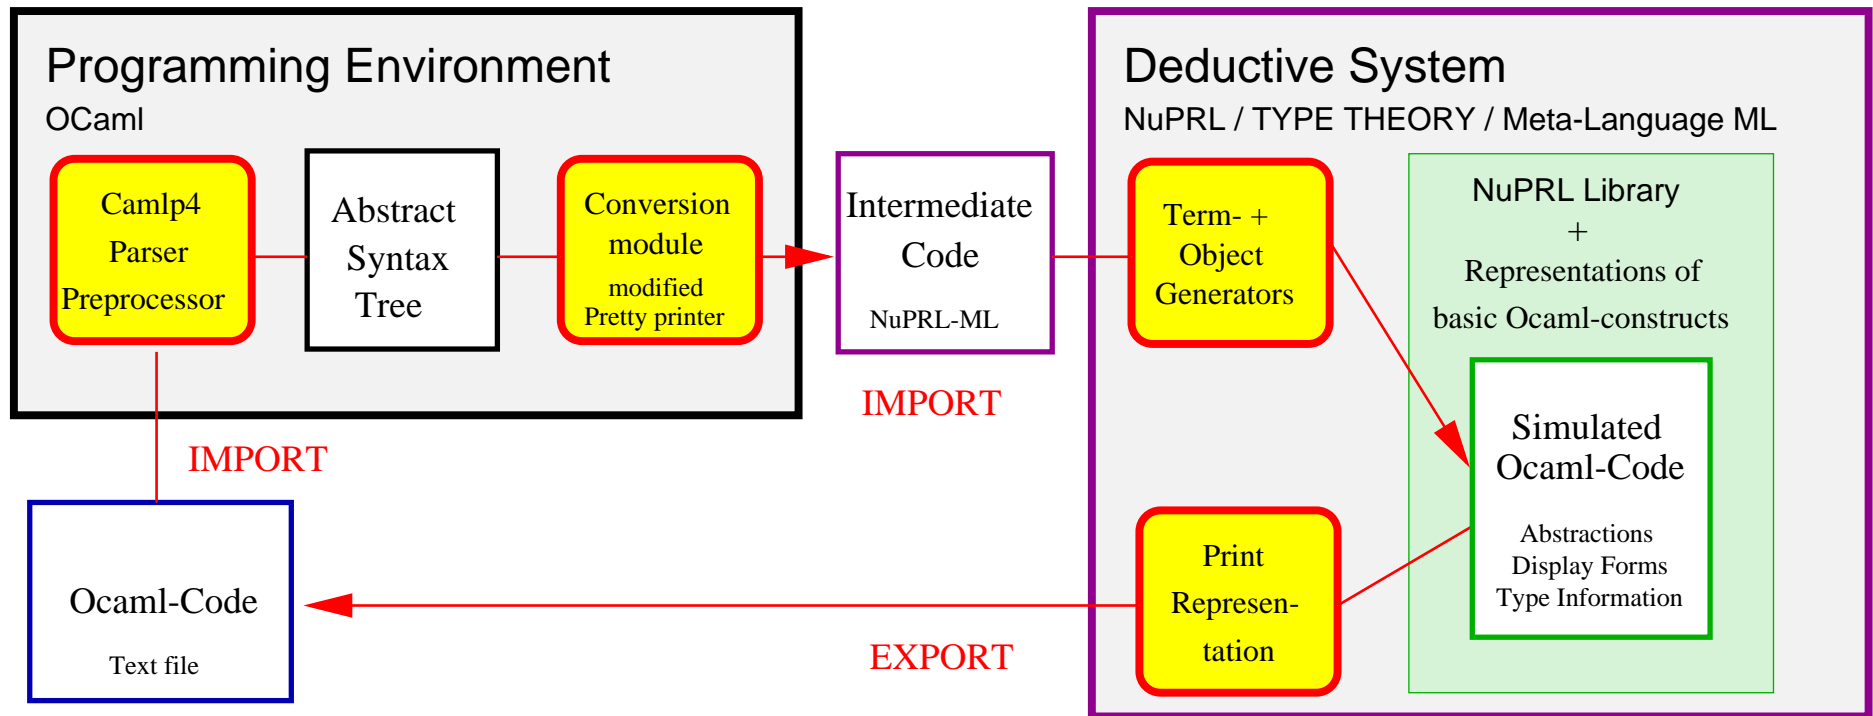 Programming Environment
OCaml
Camlp4
Parser
Preprocessor
Abstract
Syntax
Tree
Conversion
module
modified
Pretty printer
IMPORT
Ocaml-Code
Text file
Intermediate
Code
NuPRL-ML
IMPORT
EXPORT
Deductive System
NuPRL / TYPE THEORY / Meta-Language ML
Term- +
Object
Generators
NuPRL Library
+
Representations of
basic Ocaml-constructs
Simulated
Ocaml-Code
Abstractions
Display Forms
Type Information
Print
Represen-
tation